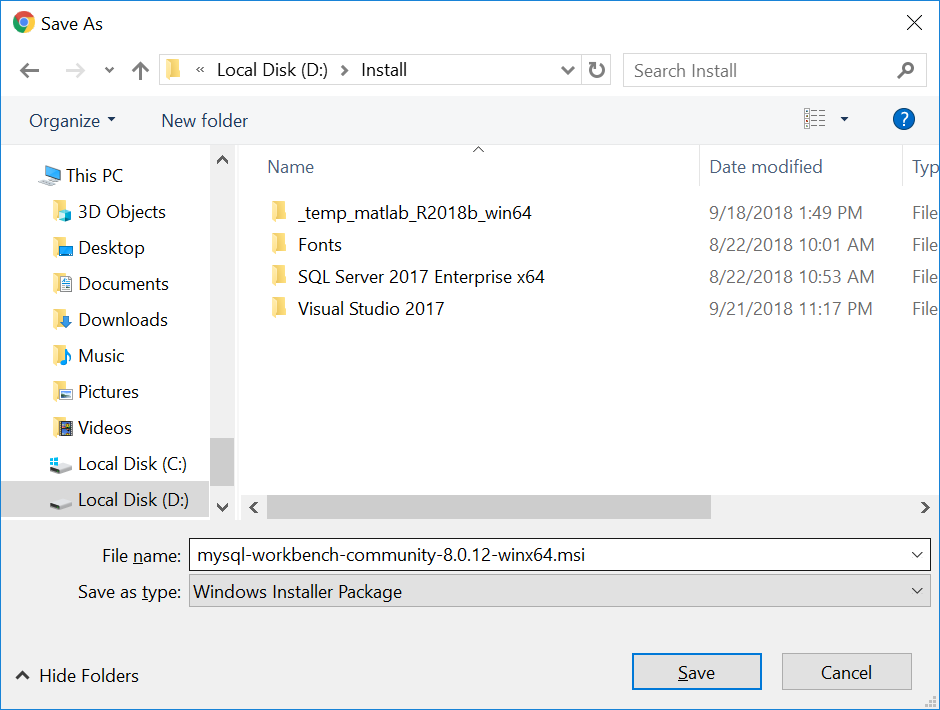 Save As
« Local Disk (D:) > Install
Search Install
Organize New folder
?
This PC
3D Objects
Desktop
Documents
Downloads
Music
Pictures
Videos
Local Disk (C:)
Local Disk (D:)
Name Date modified Typ
_temp_matlab_R2018b_win64 9/18/2018 1:49 PM File
Fonts 8/22/2018 10:01 AM File
SQL Server 2017 Enterprise x64 8/22/2018 10:53 AM File
Visual Studio 2017 9/21/2018 11:17 PM File
File name: mysql-workbench-community-8.0.12-winx64.msi
Save as type: Windows Installer Package
Hide Folders
Save Cancel